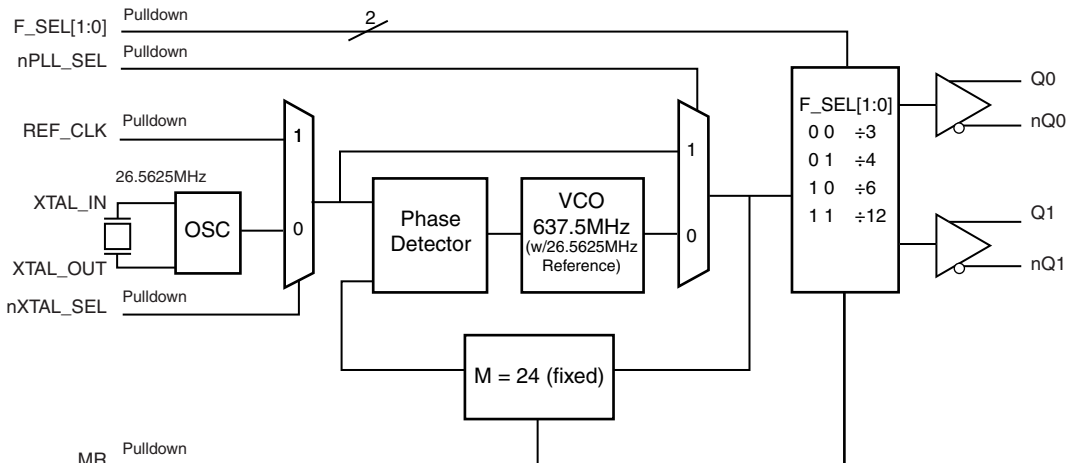 F_SEL[1:0] Pulldown 2
nPLL_SEL Pulldown
REF_CLK Pulldown
26.5625MHz
XTAL_IN
OSC
XTAL_OUT
nXTAL_SEL Pulldown
1
0
Phase
Detector
VCO
637.5MHz
(w/26.5625MHz
Reference)
1
0
M = 24 (fixed)
F_SEL[1:0]
0 0 ÷3
0 1 ÷4
1 0 ÷6
1 1 ÷12
Q0
nQ0
Q1
nQ1
MR Pulldown